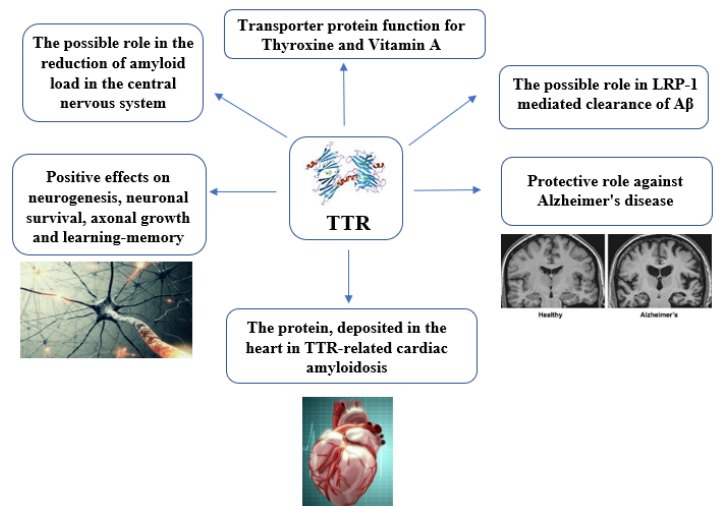 Transporter protein function for
Thyroxine and Vitamin A
The possible role in the
reduction of amyloid
load in the central
nervous system
The possible role in LRP-1
mediated clearance of Aβ
TTR
Positive effects on
neurogenesis, neuronal
survival, axonal growth
and learning-memory
Protective role against
Alzheimer's disease
Healthy
Alzheimer's
The protein, deposited in the
heart in TTR-related cardiac
amyloidosis